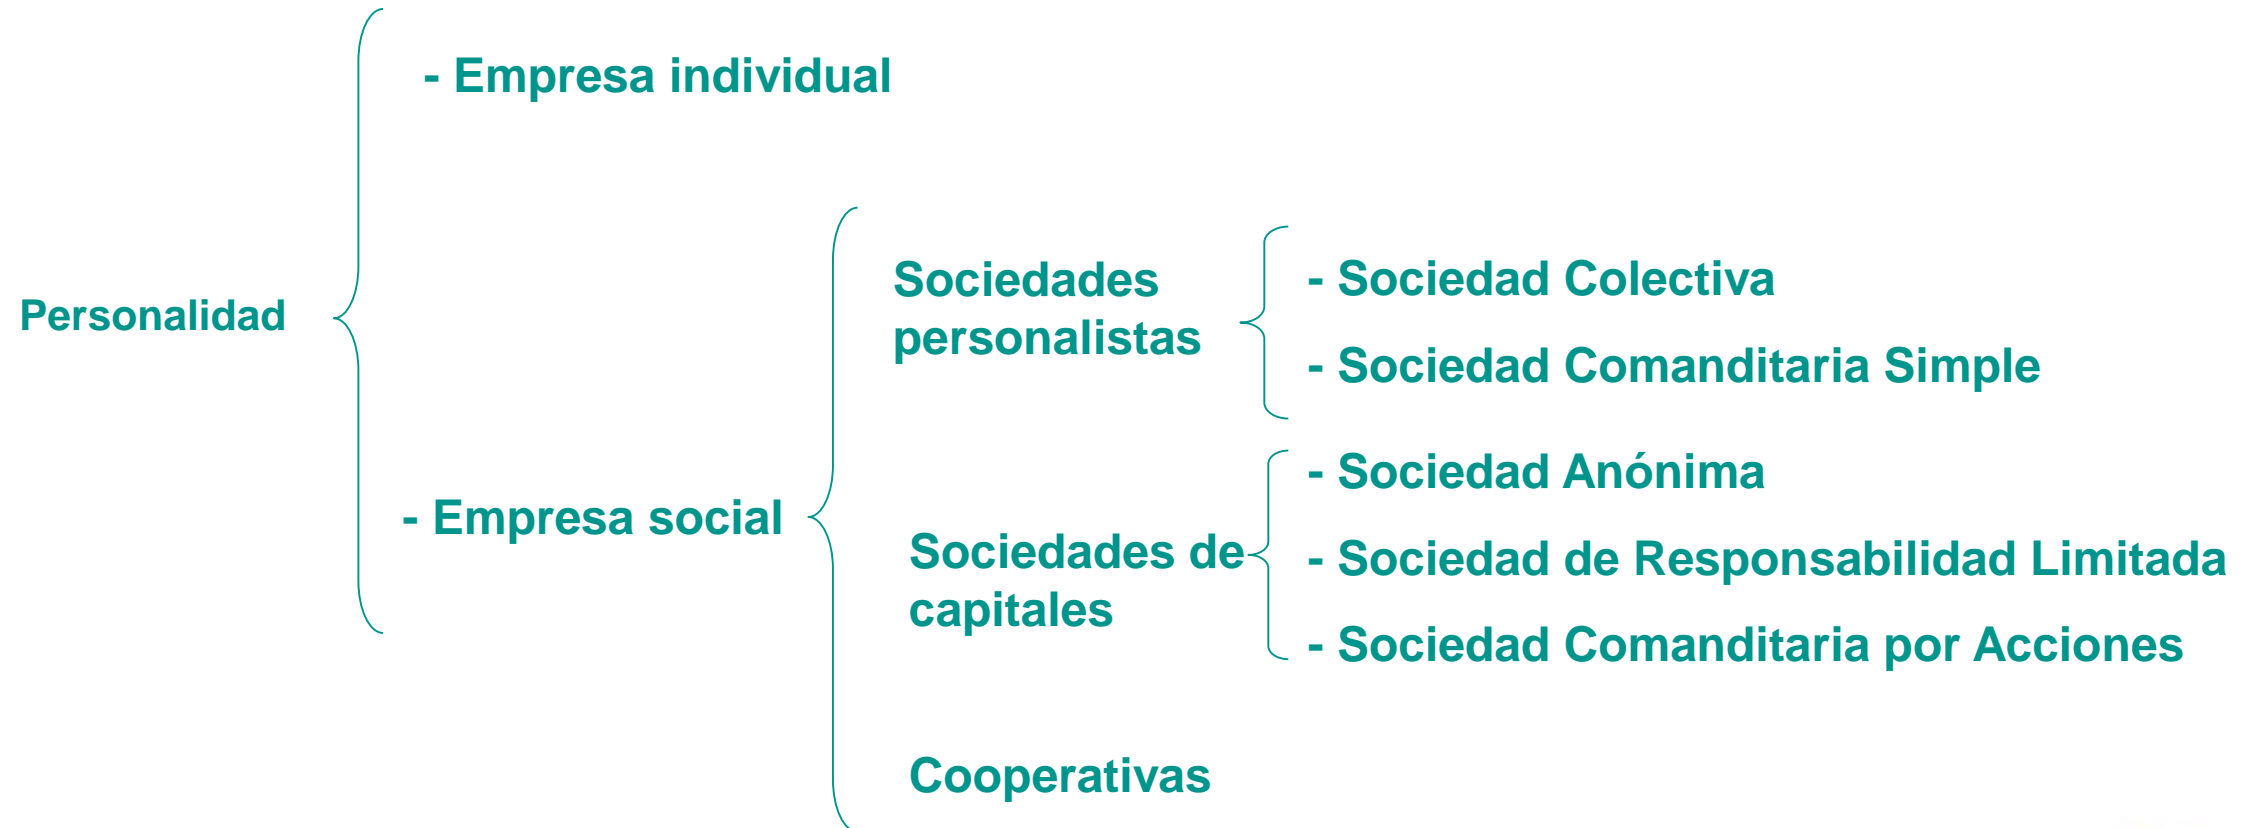 Personalidad
- Empresa individual
- Empresa social
Sociedades
personalistas
- Sociedad Colectiva
- Sociedad Comanditaria Simple
Sociedades de
capitales
- Sociedad Anónima
- Sociedad de Responsabilidad Limitada
- Sociedad Comanditaria por Acciones
Cooperativas